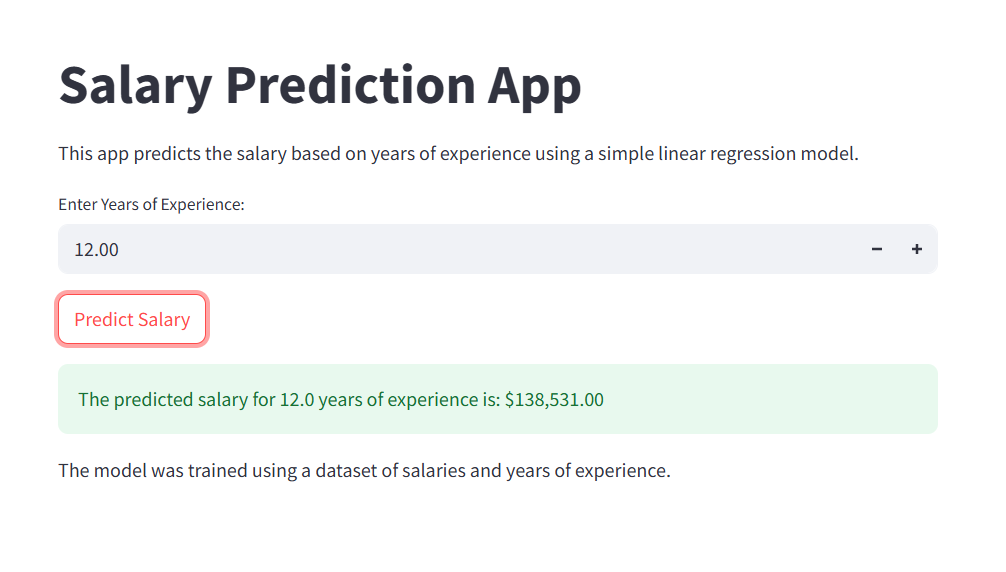 Salary Prediction App
This app predicts the salary based on years of experience using a simple linear regression model.
Enter Years of Experience:
12.00
Predict Salary
The predicted salary for 12.0 years of experience is: $138,531.00
The model was trained using a dataset of salaries and years of experience.